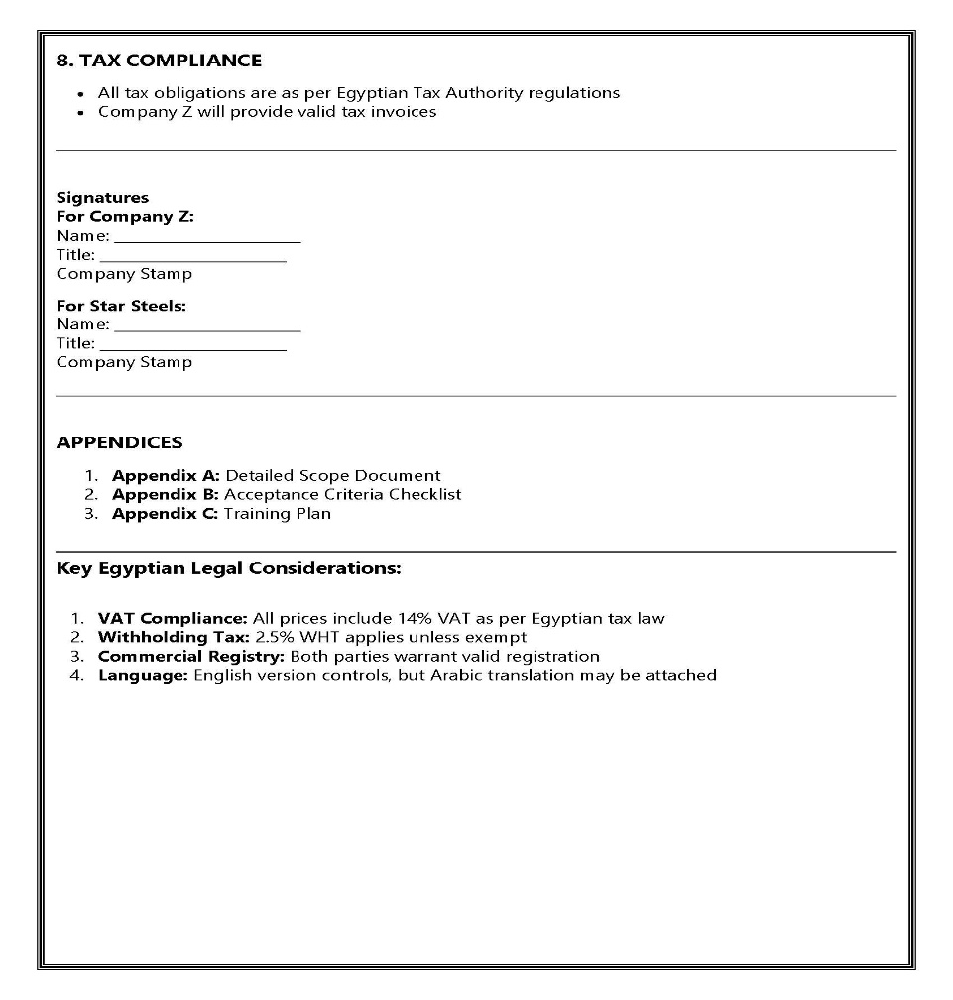 8. TAX COMPLIANCE
• All tax obligations are as per Egyptian Tax Authority regulations
• Company Z will provide valid tax invoices
Signatures
For Company Z:
Name: ____________________
Title: ____________________
Company Stamp
For Star Steels:
Name: ____________________
Title: ____________________
Company Stamp
APPENDICES
1. Appendix A: Detailed Scope Document
2. Appendix B: Acceptance Criteria Checklist
3. Appendix C: Training Plan
Key Egyptian Legal Considerations:
1. VAT Compliance: All prices include 14% VAT as per Egyptian tax law
2. Withholding Tax: 2.5% WHT applies unless exempt
3. Commercial Registry: Both parties warrant valid registration
4. Language: English version controls, but Arabic translation may be attached